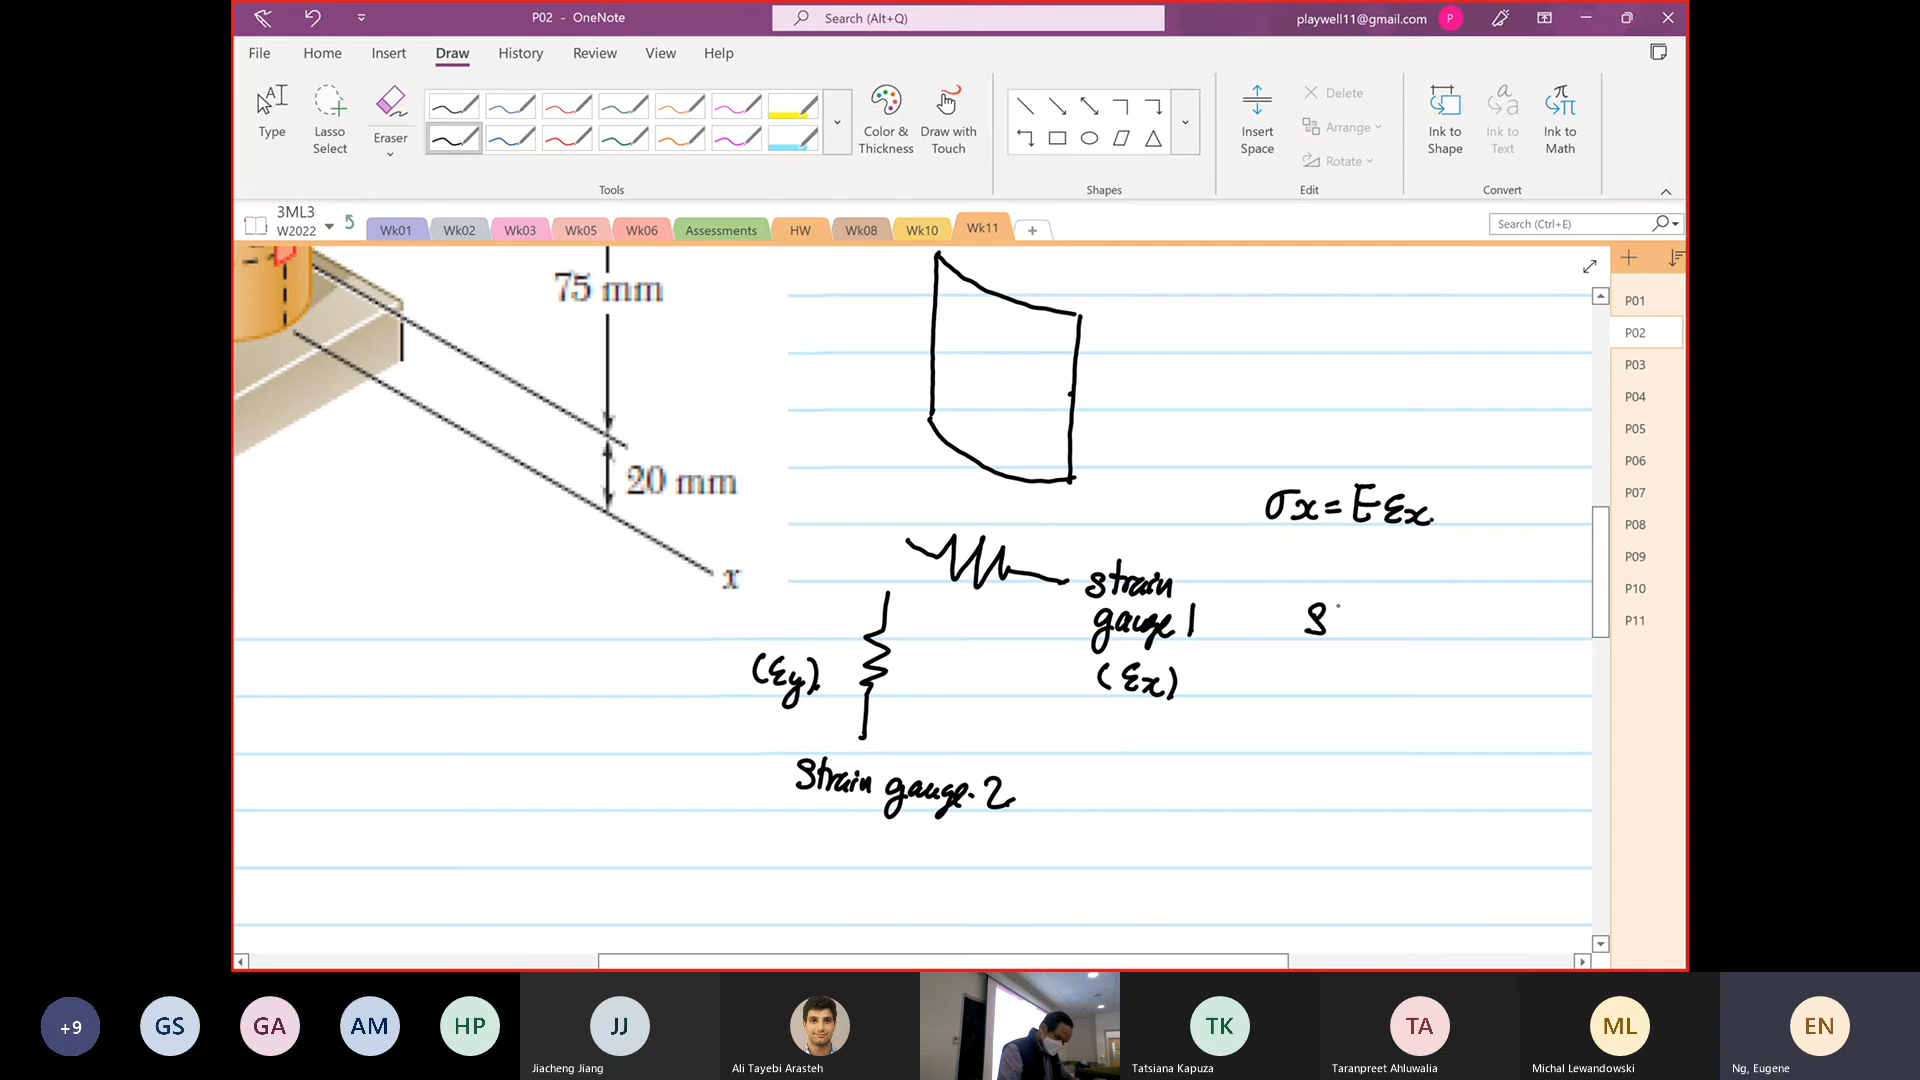 P02 - OneNote
Search (Alt+Q)
playwell11@gmail.com
P
File Home Insert Draw History Review View Help
Type
Lasso Select
Eraser
Color & Thickness
Draw with Touch
Insert Space
Delete
Arrange
Rotate
Ink to Shape
Ink to Text
Ink to Math
Tools
Shapes
Edit
Convert
3ML3
W2022
Wk01 Wk02 Wk03 Wk05 Wk06 Assessments HW Wk08 Wk10 Wk11 +
Search (Ctrl+E)
75 mm
20 mm
x
σx = E εx.
strain
gauge 1
(εx)
S
(εy)
Strain gauge. 2
P01
P02
P03
P04
P05
P06
P07
P08
P09
P10
P11
+9
GS
GA
AM
HP
JJ
Jiacheng Jiang
Ali Tayebi Arasteh
TK
Tatsiana Kapuza
TA
Taranpreet Ahluwalia
ML
Michal Lewandowski
EN
Ng, Eugene